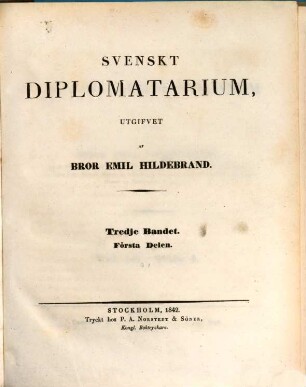 SVENSKT
DIPLOMATARIUM,
UTGIFVET
AF
BROR EMIL HILDEBRAND.
Tredje Bandet.
Första Delen.
STOCKHOLM, 1842.
Tryckt hos P. A. NORSTEDT & SÖNER,
Kongl. Boktryckare.